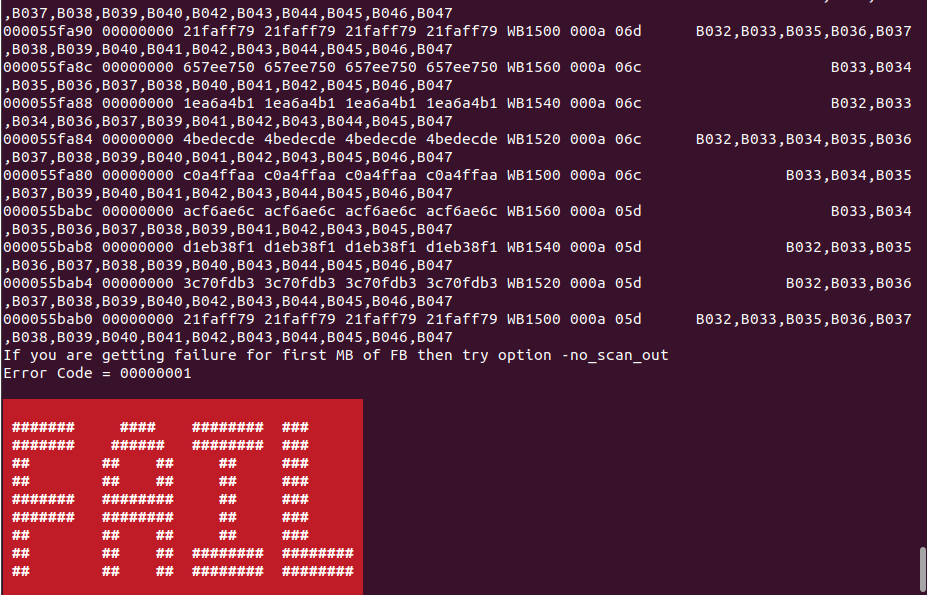 ,B037,B038,B039,B040,B042,B043,B044,B045,B046,B047
000055fa90 00000000 21faff79 21faff79 21faff79 21faff79 WB1500 000a 06d      B032,B033,B035,B036,B037
,B038,B039,B040,B041,B042,B043,B044,B045,B046,B047
000055fa8c 00000000 657ee750 657ee750 657ee750 657ee750 WB1560 000a 06c                     B033,B034
,B035,B036,B037,B038,B040,B041,B042,B045,B046,B047
000055fa88 00000000 1ea6a4b1 1ea6a4b1 1ea6a4b1 1ea6a4b1 WB1540 000a 06c                     B032,B033
,B034,B036,B037,B039,B041,B042,B043,B044,B045,B047
000055fa84 00000000 4bedecde 4bedecde 4bedecde 4bedecde WB1520 000a 06c      B032,B033,B034,B035,B036
,B037,B038,B039,B040,B041,B042,B043,B044,B046,B047
000055fa80 00000000 c0a4ffaa c0a4ffaa c0a4ffaa c0a4ffaa WB1500 000a 06c                B033,B034,B035
,B037,B039,B040,B041,B042,B043,B044,B045,B046,B047
000055babc 00000000 acf6ae6c acf6ae6c acf6ae6c acf6ae6c WB1560 000a 05d                     B033,B034
,B035,B036,B037,B038,B039,B041,B042,B043,B045,B047
000055bab8 00000000 d1eb38f1 d1eb38f1 d1eb38f1 d1eb38f1 WB1540 000a 05d                B032,B033,B035
,B036,B037,B038,B039,B040,B043,B044,B045,B046,B047
000055bab4 00000000 3c70fdb3 3c70fdb3 3c70fdb3 3c70fdb3 WB1520 000a 05d                B032,B033,B036
,B037,B038,B039,B040,B042,B043,B044,B045,B046,B047
000055bab0 00000000 21faff79 21faff79 21faff79 21faff79 WB1500 000a 05d      B032,B033,B035,B036,B037
,B038,B039,B040,B041,B042,B043,B044,B045,B046,B047
If you are getting failure for first MB of FB then try option -no_scan_out
Error Code = 00000001
 #######     ####    ########  ###
 #######    ######   ########  ###
 ##        ##    ##     ##     ###
 ##        ##    ##     ##     ###
 #######   ########     ##     ###
 #######   ########     ##     ###
 ##        ##    ##     ##     ###
 ##        ##    ##  ########  ########
 ##        ##    ##  ########  ########